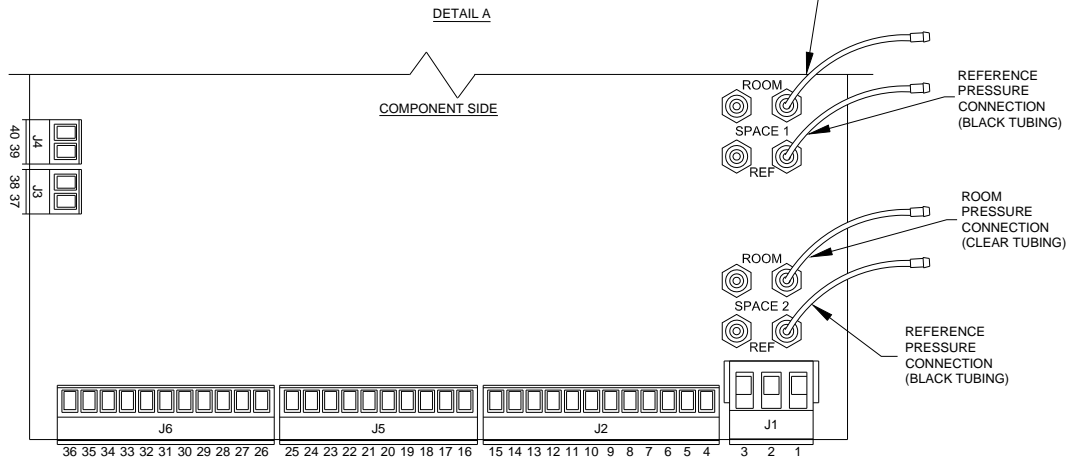 DETAIL A
COMPONENT SIDE
ROOM
SPACE 1
REF
REFERENCE
PRESSURE
CONNECTION
(BLACK TUBING)
40 39
J4
38 37
J3
ROOM
PRESSURE
CONNECTION
(CLEAR TUBING)
ROOM
SPACE 2
REF
REFERENCE
PRESSURE
CONNECTION
(BLACK TUBING)
J6
J5
J2
J1
36 35 34 33 32 31 30 29 28 27 26
25 24 23 22 21 20 19 18 17 16
15 14 13 12 11 10 9 8 7 6 5 4
3 2 1